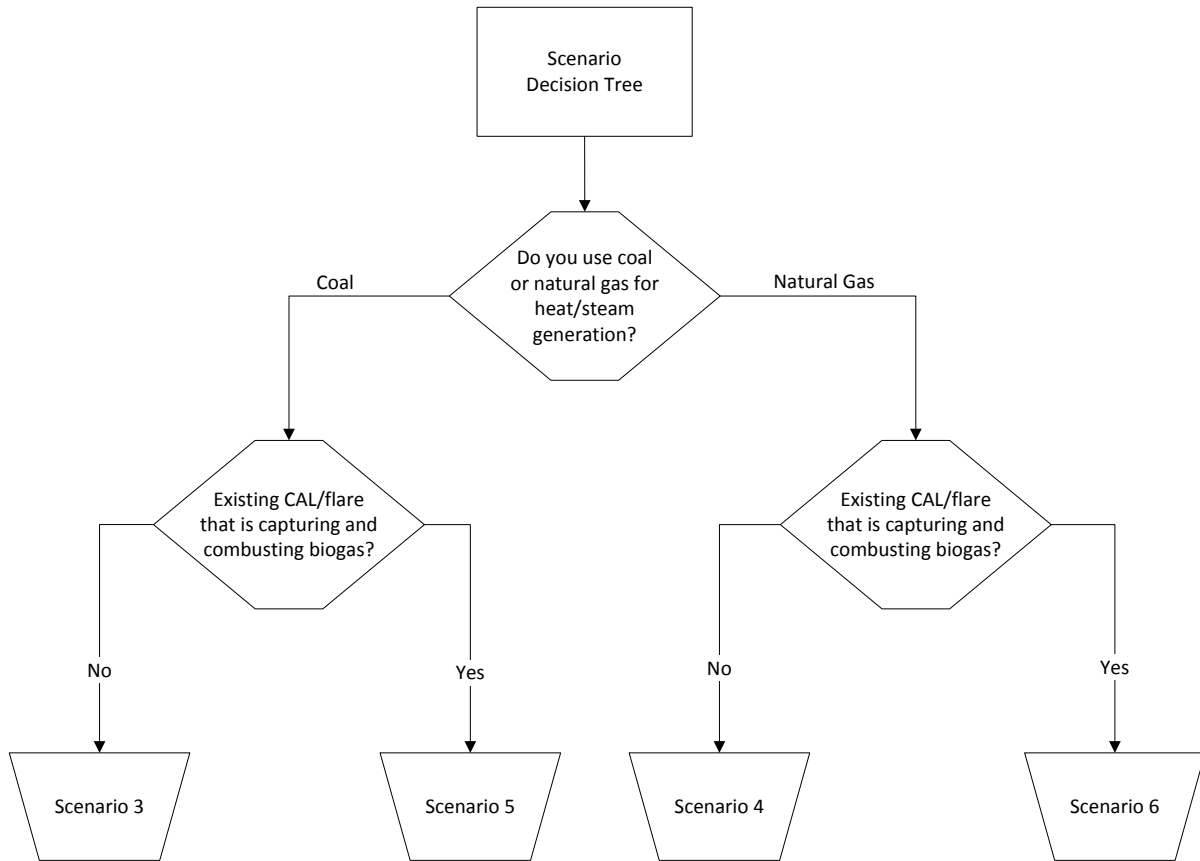 Scenario
Decision Tree
Do you use coal
or natural gas for
heat/steam
generation?
Coal
Natural Gas
Existing CAL/flare
that is capturing and
combusting biogas?
Existing CAL/flare
that is capturing and
combusting biogas?
No
Yes
No
Yes
Scenario 3
Scenario 5
Scenario 4
Scenario 6